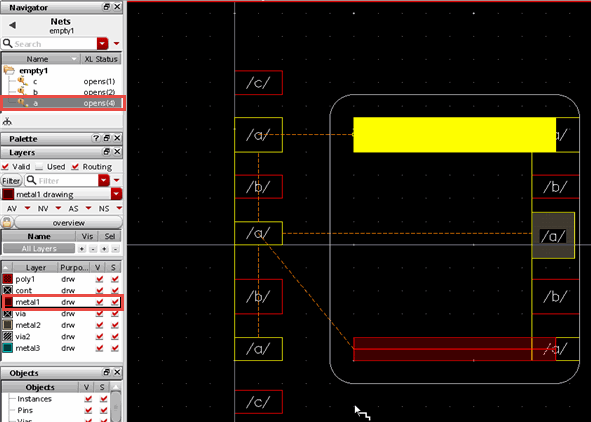 Navigator
Nets
empty1
Search
Name XL Status
empty1
c opens(1)
b opens(2)
a opens(4)
Palette
Layers
Valid Used Routing
Filter Filter
metal1 drawing
AV NV AS NS
overview
Name Vis Sel
All Layers + - + -
Layer Purpo... V S
poly1 drw
cont drw
metal1 drw
via drw
metal2 drw
via2 drw
metal3 drw
Objects
Objects V S
Instances
Pins
Vias
/c/
/a/ a/
/b/ /b/
/a/ /a/
/b/ /b/
/a/ /a/
/c/